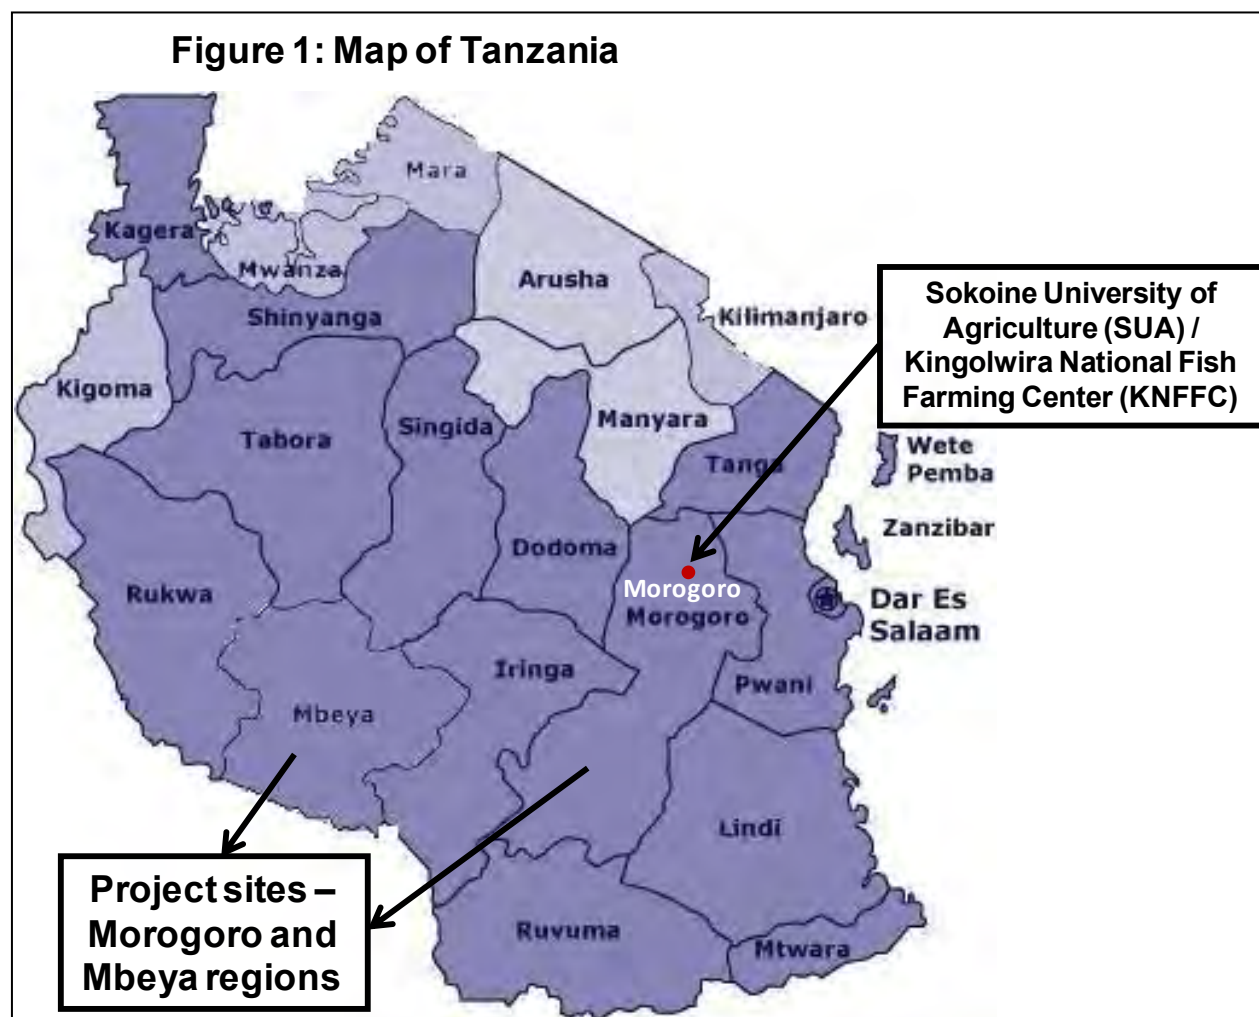 Figure 1: Map of Tanzania
Mara
Kagera
Mwanza
Arusha
Shinyanga
Kilimanjaro
Sokoine University of
Agriculture (SUA) /
Kingolwira National Fish
Farming Center (KNFFC)
Kigoma
Tabora
Singida
Manyara
Tanga
Wete
Pemba
Zanzibar
Dodoma
Rukwa
Morogoro
Morogoro
Dar Es
Salaam
Iringa
Pwani
Mbeya
Lindi
Project sites –
Morogoro and
Mbeya regions
Ruvuma
Mtwara